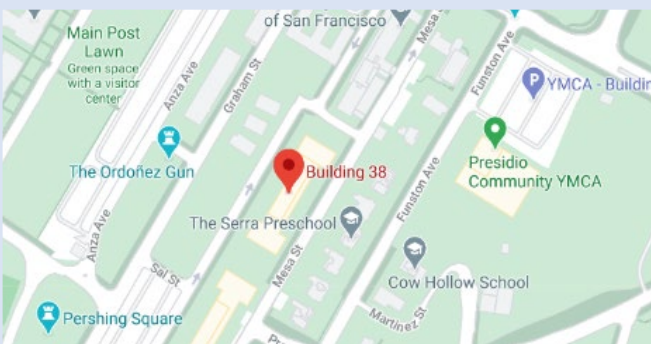 of San Francisco
Main Post
Lawn
Green space
with a visitor
center
Anza Ave
Graham St
Mesa St
Funston Ave
YMCA - Buildin
The Ordoñez Gun
Building 38
Presidio
Community YMCA
The Serra Preschool
Funston Ave
Anza Ave
Sal St
Mesa St
Cow Hollow School
Pershing Square
Martinez St
P